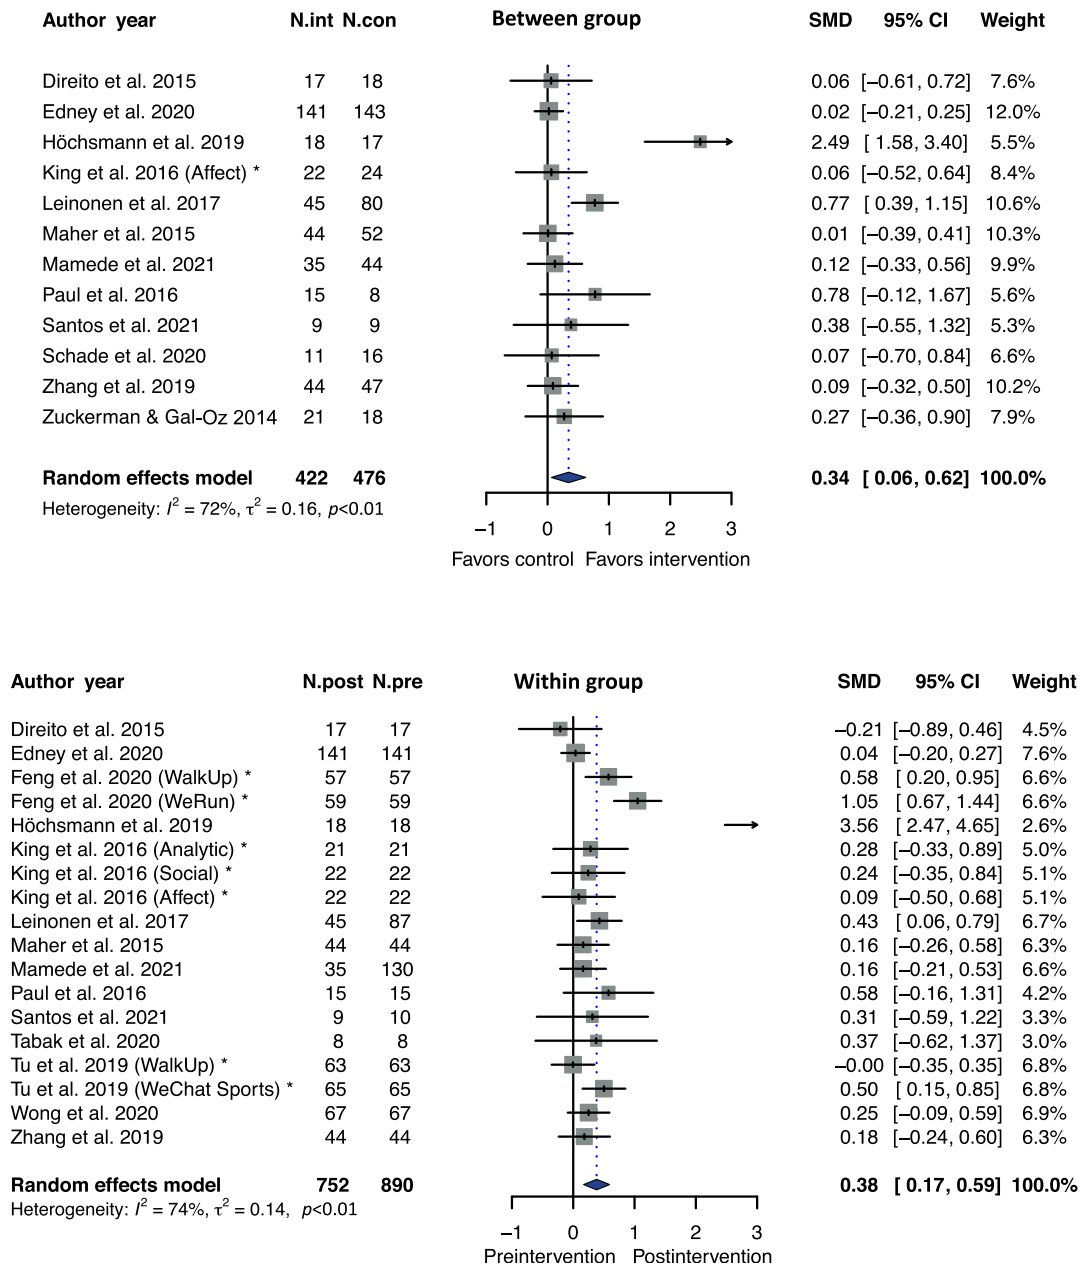 Author year N.int N.con Between group SMD 95% CI Weight
Direito et al. 2015 17 18 0.06 [−0.61, 0.72] 7.6%
Edney et al. 2020 141 143 0.02 [−0.21, 0.25] 12.0%
Höchsmann et al. 2019 18 17 2.49 [ 1.58, 3.40] 5.5%
King et al. 2016 (Affect) * 22 24 0.06 [−0.52, 0.64] 8.4%
Leinonen et al. 2017 45 80 0.77 [ 0.39, 1.15] 10.6%
Maher et al. 2015 44 52 0.01 [−0.39, 0.41] 10.3%
Mamede et al. 2021 35 44 0.12 [−0.33, 0.56] 9.9%
Paul et al. 2016 15 8 0.78 [−0.12, 1.67] 5.6%
Santos et al. 2021 9 9 0.38 [−0.55, 1.32] 5.3%
Schade et al. 2020 11 16 0.07 [−0.70, 0.84] 6.6%
Zhang et al. 2019 44 47 0.09 [−0.32, 0.50] 10.2%
Zuckerman & Gal-Oz 2014 21 18 0.27 [−0.36, 0.90] 7.9%
Random effects model 422 476 0.34 [ 0.06, 0.62] 100.0%
Heterogeneity: I² = 72%, τ² = 0.16, p<0.01
−1 0 1 2 3
Favors control Favors intervention
Author year N.post N.pre Within group SMD 95% CI Weight
Direito et al. 2015 17 17 −0.21 [−0.89, 0.46] 4.5%
Edney et al. 2020 141 141 0.04 [−0.20, 0.27] 7.6%
Feng et al. 2020 (WalkUp) * 57 57 0.58 [ 0.20, 0.95] 6.6%
Feng et al. 2020 (WeRun) * 59 59 1.05 [ 0.67, 1.44] 6.6%
Höchsmann et al. 2019 18 18 3.56 [ 2.47, 4.65] 2.6%
King et al. 2016 (Analytic) * 21 21 0.28 [−0.33, 0.89] 5.0%
King et al. 2016 (Social) * 22 22 0.24 [−0.35, 0.84] 5.1%
King et al. 2016 (Affect) * 22 22 0.09 [−0.50, 0.68] 5.1%
Leinonen et al. 2017 45 87 0.43 [ 0.06, 0.79] 6.7%
Maher et al. 2015 44 44 0.16 [−0.26, 0.58] 6.3%
Mamede et al. 2021 35 130 0.16 [−0.21, 0.53] 6.6%
Paul et al. 2016 15 15 0.58 [−0.16, 1.31] 4.2%
Santos et al. 2021 9 10 0.31 [−0.59, 1.22] 3.3%
Tabak et al. 2020 8 8 0.37 [−0.62, 1.37] 3.0%
Tu et al. 2019 (WalkUp) * 63 63 −0.00 [−0.35, 0.35] 6.8%
Tu et al. 2019 (WeChat Sports) * 65 65 0.50 [ 0.15, 0.85] 6.8%
Wong et al. 2020 67 67 0.25 [−0.09, 0.59] 6.9%
Zhang et al. 2019 44 44 0.18 [−0.24, 0.60] 6.3%
Random effects model 752 890 0.38 [ 0.17, 0.59] 100.0%
Heterogeneity: I² = 74%, τ² = 0.14, p<0.01
−1 0 1 2 3
Preintervention Postintervention